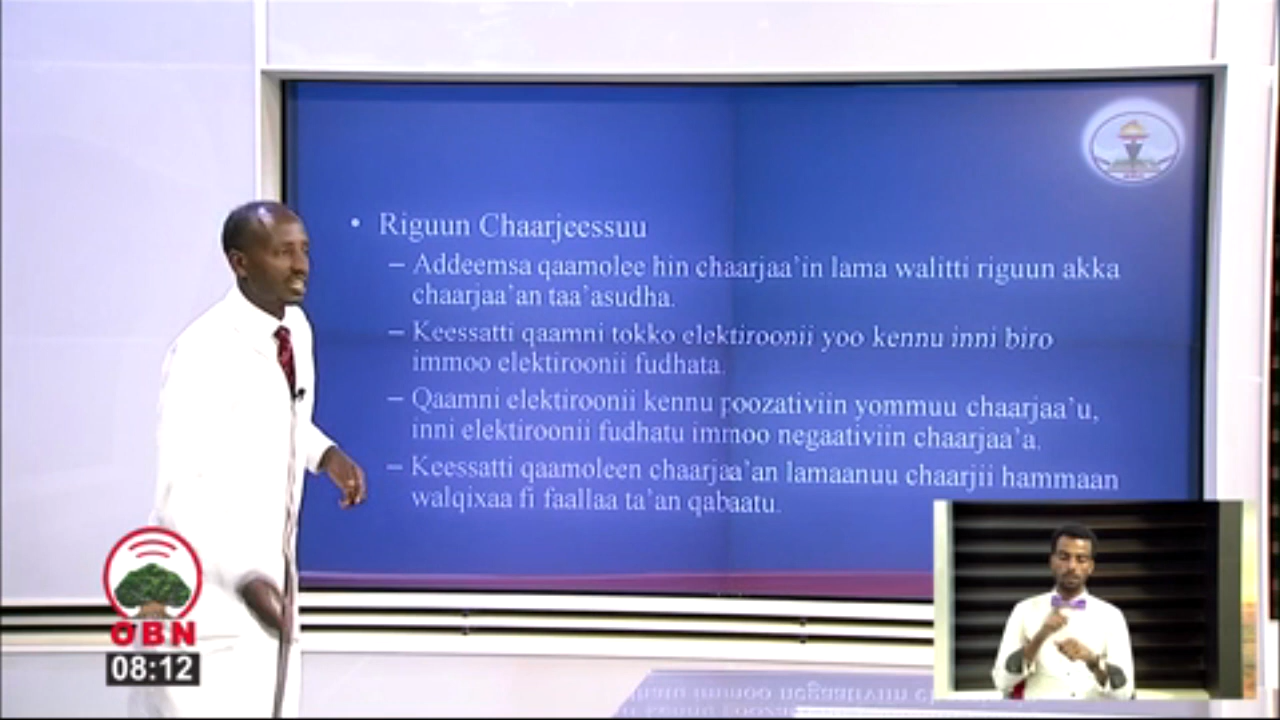 • Riguun Chaarjeessuu
– Addeemsa qaamolee hin chaarjaa'in lama walitti riguun akka
chaarjaa'an taa'asudha.
– Keessatti qaamni tokko elektiroonii yoo kennu inni biro
immoo elektiroonii fudhata.
– Qaamni elektiroonii kennu poozativiin yommuu chaarjaa'u,
inni elektiroonii fudhatu immoo negaativiin chaarjaa'a.
– Keessatti qaamoleen chaarjaa'an lamaanuu chaarjii hammaan
walqixaa fi faallaa ta'an qabaatu.
OBN
08:12